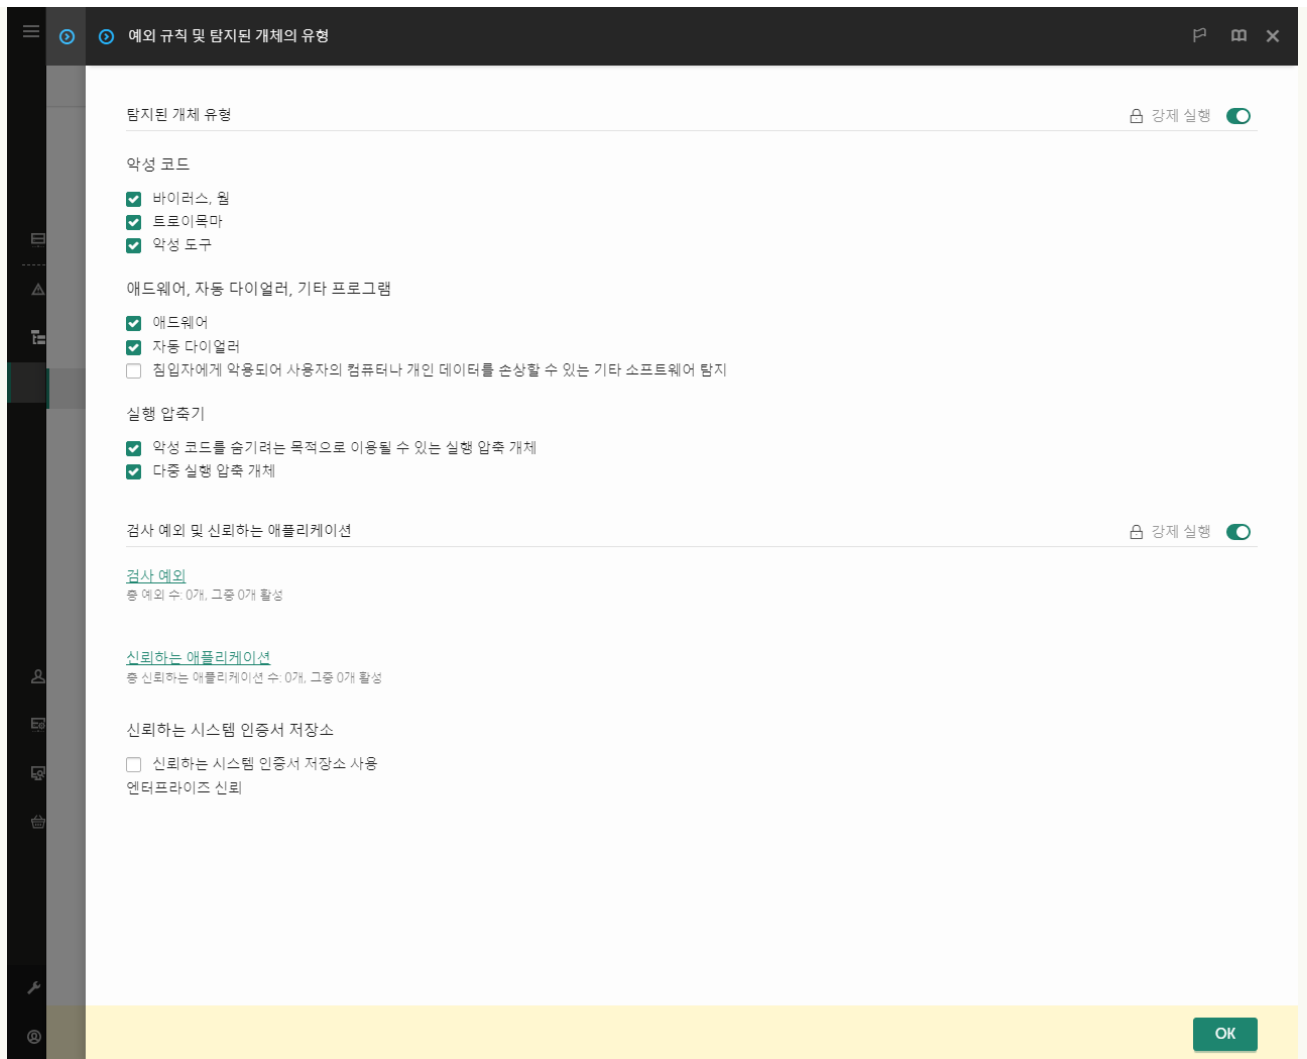 예외 규칙 및 탐지된 개체의 유형
탐지된 개체 유형
강제 실행
악성 코드
바이러스, 웜
트로이목마
악성 도구
애드웨어, 자동 다이얼러, 기타 프로그램
애드웨어
자동 다이얼러
침입자에게 악용되어 사용자의 컴퓨터나 개인 데이터를 손상할 수 있는 기타 소프트웨어 탐지
실행 압축기
악성 코드를 숨기려는 목적으로 이용될 수 있는 실행 압축 개체
다중 실행 압축 개체
검사 예외 및 신뢰하는 애플리케이션
강제 실행
검사 예외
총 예외 수: 0개, 그중 0개 활성
신뢰하는 애플리케이션
총 신뢰하는 애플리케이션 수: 0개, 그중 0개 활성
신뢰하는 시스템 인증서 저장소
신뢰하는 시스템 인증서 저장소 사용
엔터프라이즈 신뢰
OK